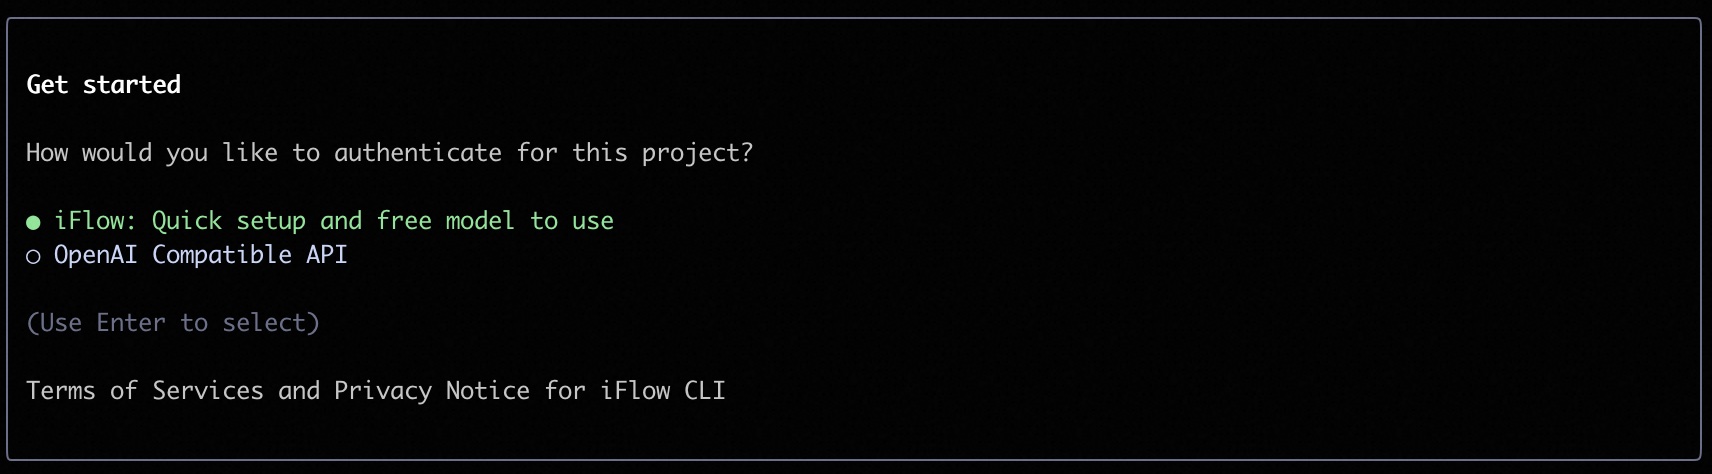 Get started
How would you like to authenticate for this project?
● iFlow: Quick setup and free model to use
○ OpenAI Compatible API
(Use Enter to select)
Terms of Services and Privacy Notice for iFlow CLI